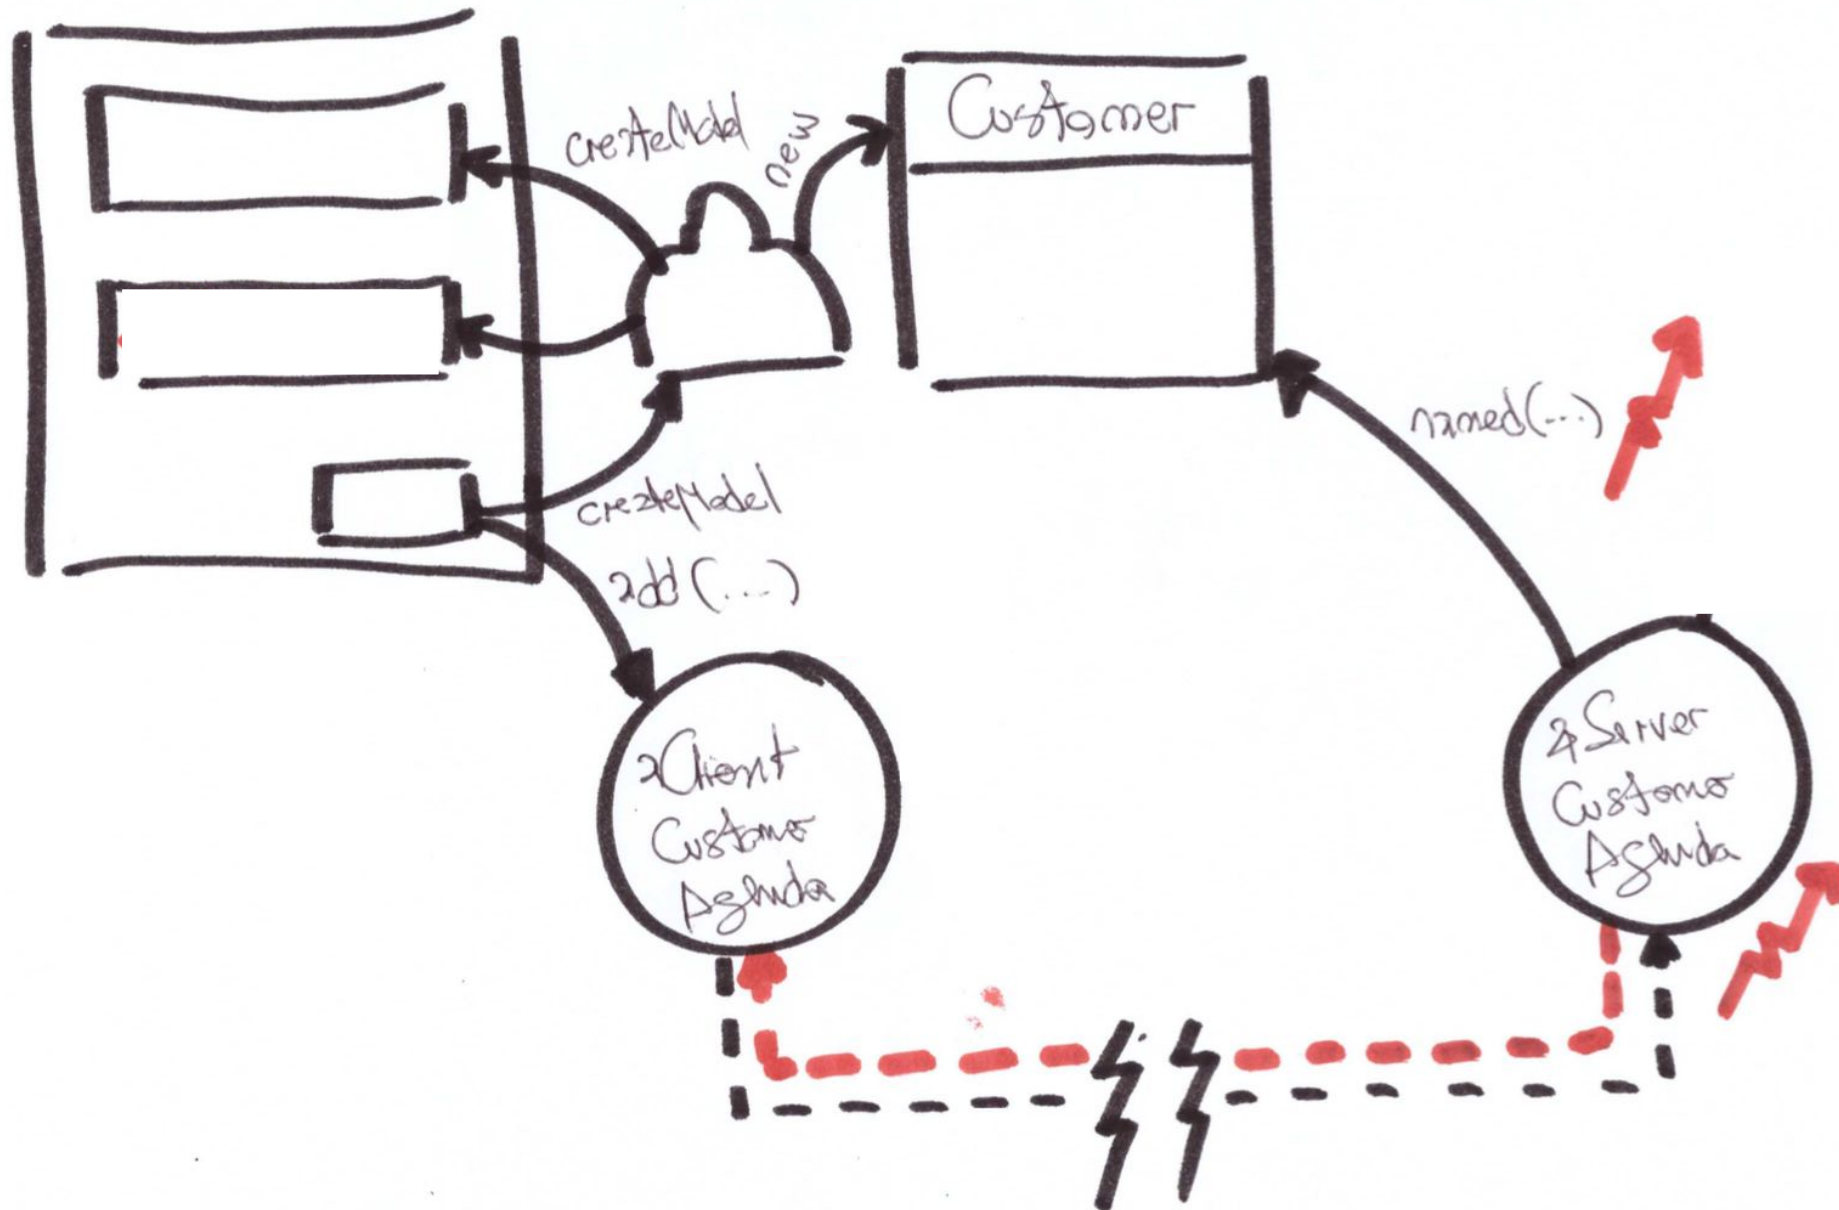 createModel
new
Customer
named(...)
createModel
add(...)
aClient
Customer
Agenda
aServer
Customer
Agenda